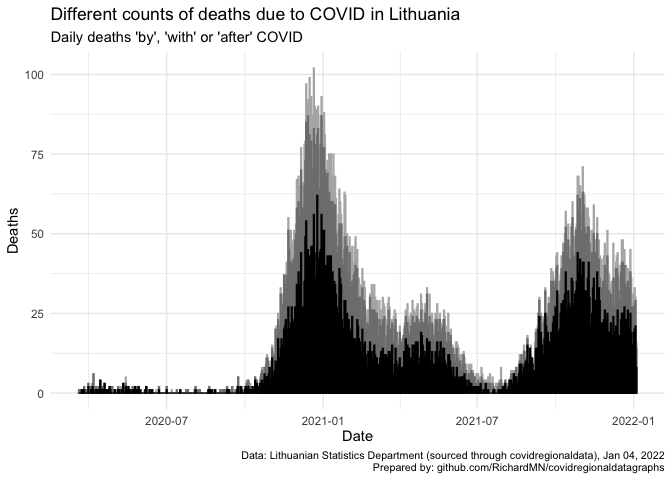 Different counts of deaths due to COVID in Lithuania
Daily deaths 'by', 'with' or 'after' COVID
100
75
50
25
0
Deaths
2020-07
2021-01
2021-07
2022-01
Date
Data: Lithuanian Statistics Department (sourced through covidregionaldata), Jan 04, 2022
Prepared by: github.com/RichardMN/covidregionaldatagraphs